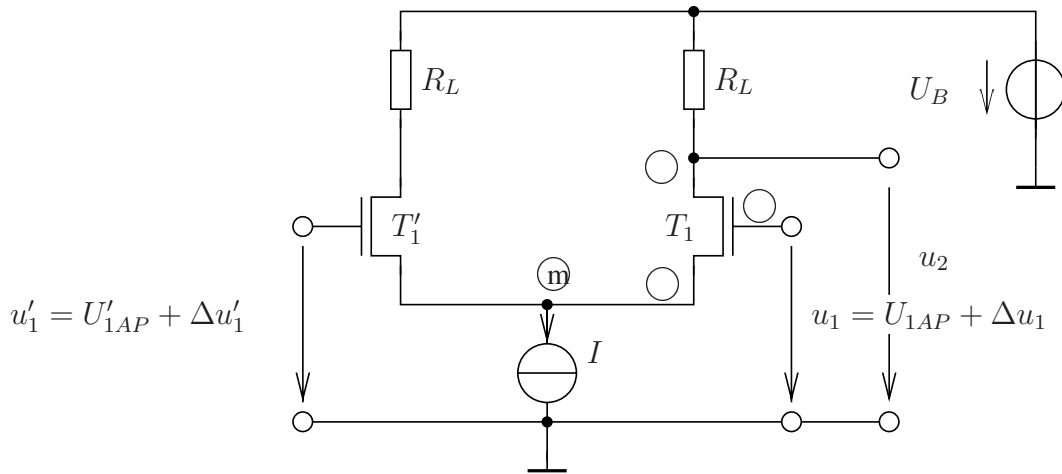 R_L
R_L
U_B
T'_1
T_1
m
u_2
u'_1 = U'_{1AP} + Δu'_1
u_1 = U_{1AP} + Δu_1
I